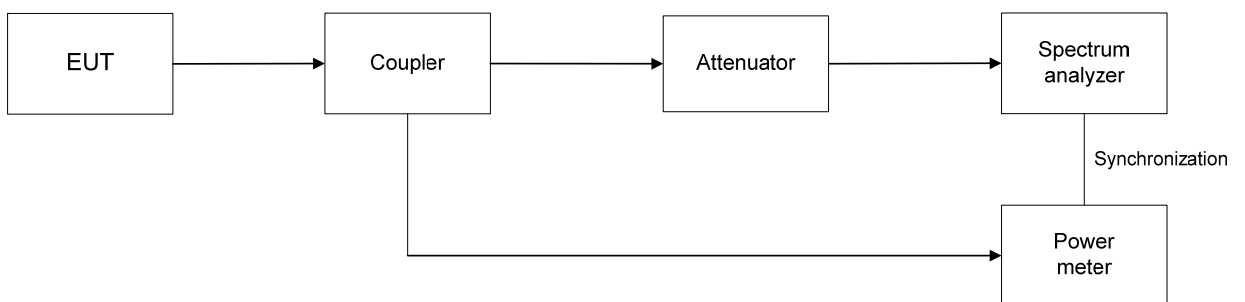 EUT
Coupler
Attenuator
Spectrum
analyzer
Synchronization
Power
meter